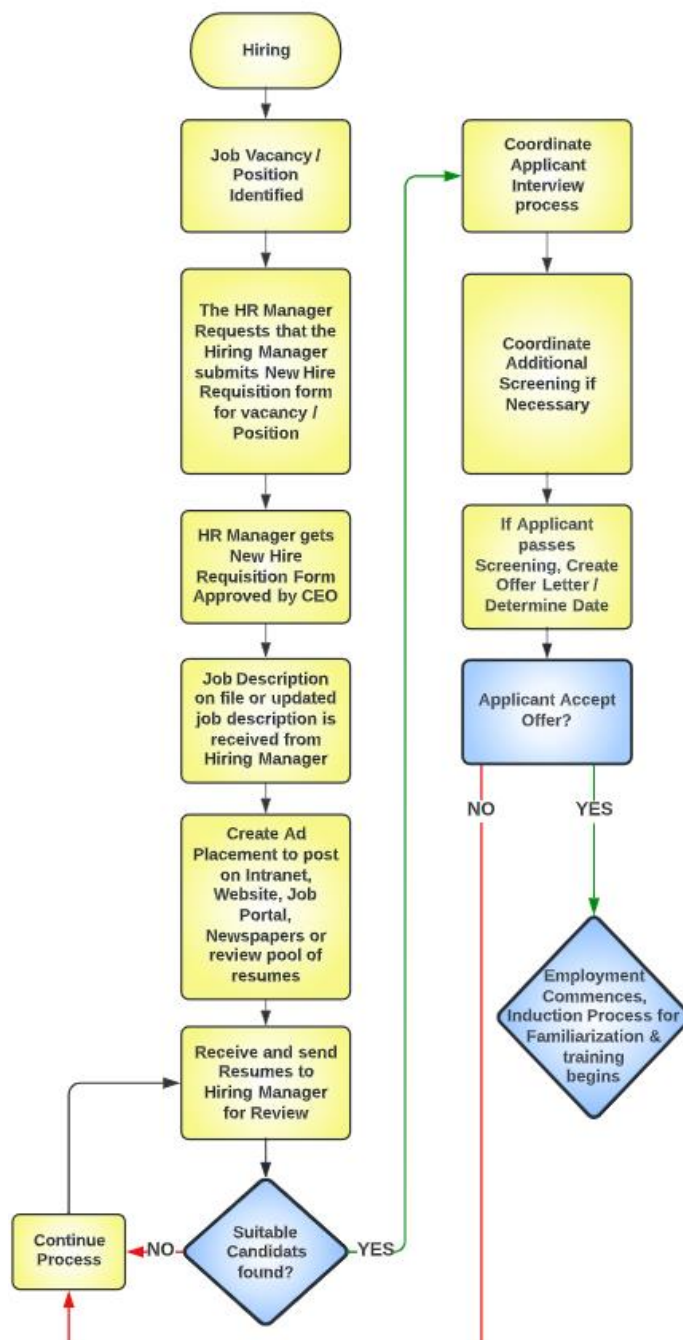 Hiring
Job Vacancy /
Position
Identified
The HR Manager
Requests that the
Hiring Manager
submits New Hire
Requisition form
for vacancy /
Position
HR Manager gets
New Hire
Requisition Form
Approved by CEO
Job Description
on file or updated
job description is
received from
Hiring Manager
Create Ad
Placement to post
on Intranet,
Website, Job
Portal,
Newspapers or
review pool of
resumes
Receive and send
Resumes to
Hiring Manager
for Review
Suitable
Candidats
found?
NO
Continue
Process
YES
Coordinate
Applicant
Interview
process
Coordinate
Additional
Screening if
Necessary
If Applicant
passes
Screening, Create
Offer Letter /
Determine Date
Applicant Accept
Offer?
NO
YES
Employment
Commences,
Induction Process for
Familiarization &
training
begins